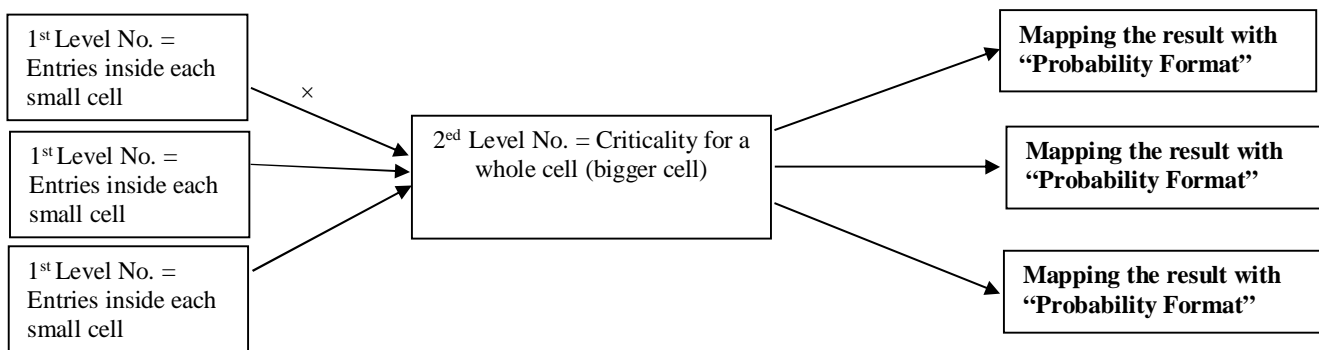 1st Level No. =
Entries inside each
small cell
×
1st Level No. =
Entries inside each
small cell
1st Level No. =
Entries inside each
small cell
2ed Level No. = Criticality for a
whole cell (bigger cell)
Mapping the result with
“Probability Format”
Mapping the result with
“Probability Format”
Mapping the result with
“Probability Format”